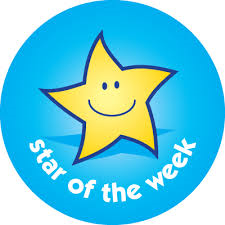 star of the week